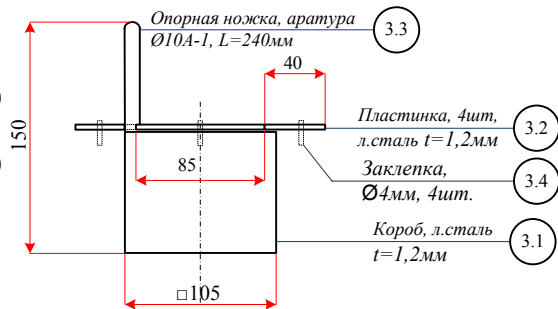 Опорная ножка, аратура
Ø10А-1, L=240мм
3.3
40
150
Пластинка, 4шт,
л.сталь t=1,2мм
3.2
85
Заклепка,
Ø4мм, 4шт.
3.4
Короб, л.сталь
t=1,2мм
3.1
□105